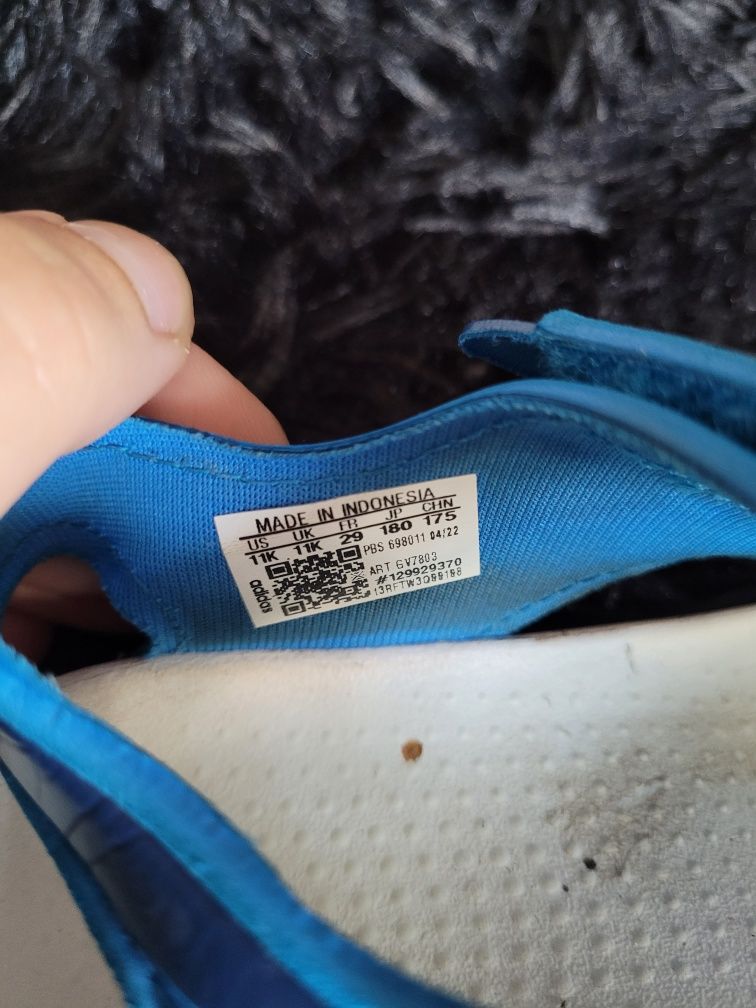 MADE IN INDONESIA
US UK FR JP CHN
11K 11K 29 180 175
PBS 698011 04/22
ART GV7803
#129929370
adidas